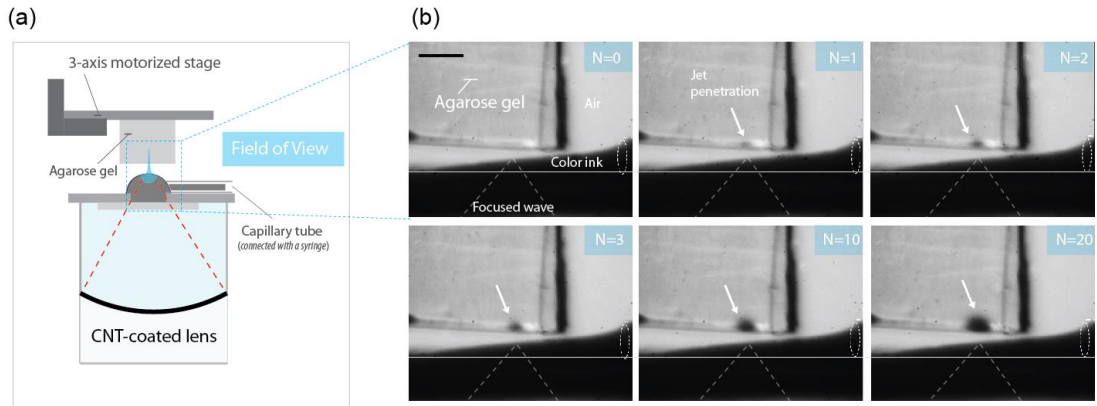 (a)
3-axis motorized stage
Agarose gel
Field of View
Capillary tube
(connected with a syringe)
CNT-coated lens
(b)
N=0
Agarose gel
Air
Color ink
Focused wave
N=1
Jet
penetration
N=2
N=3
N=10
N=20